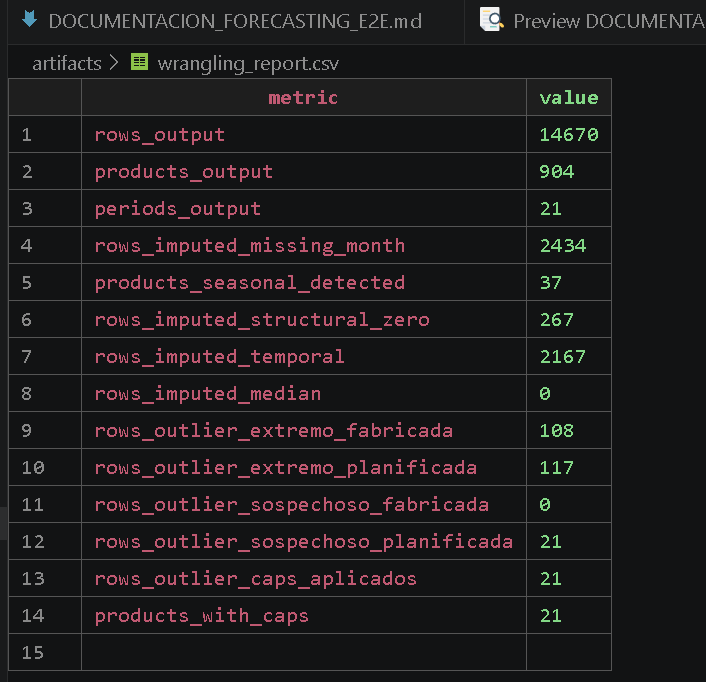 DOCUMENTACION_FORECASTING_E2E.md Preview DOCUMENTA
artifacts > wrangling_report.csv
metric value
1 rows_output 14670
2 products_output 904
3 periods_output 21
4 rows_imputed_missing_month 2434
5 products_seasonal_detected 37
6 rows_imputed_structural_zero 267
7 rows_imputed_temporal 2167
8 rows_imputed_median 0
9 rows_outlier_extremo_fabricada 108
10 rows_outlier_extremo_planificada 117
11 rows_outlier_sospechoso_fabricada 0
12 rows_outlier_sospechoso_planificada 21
13 rows_outlier_caps_aplicados 21
14 products_with_caps 21
15